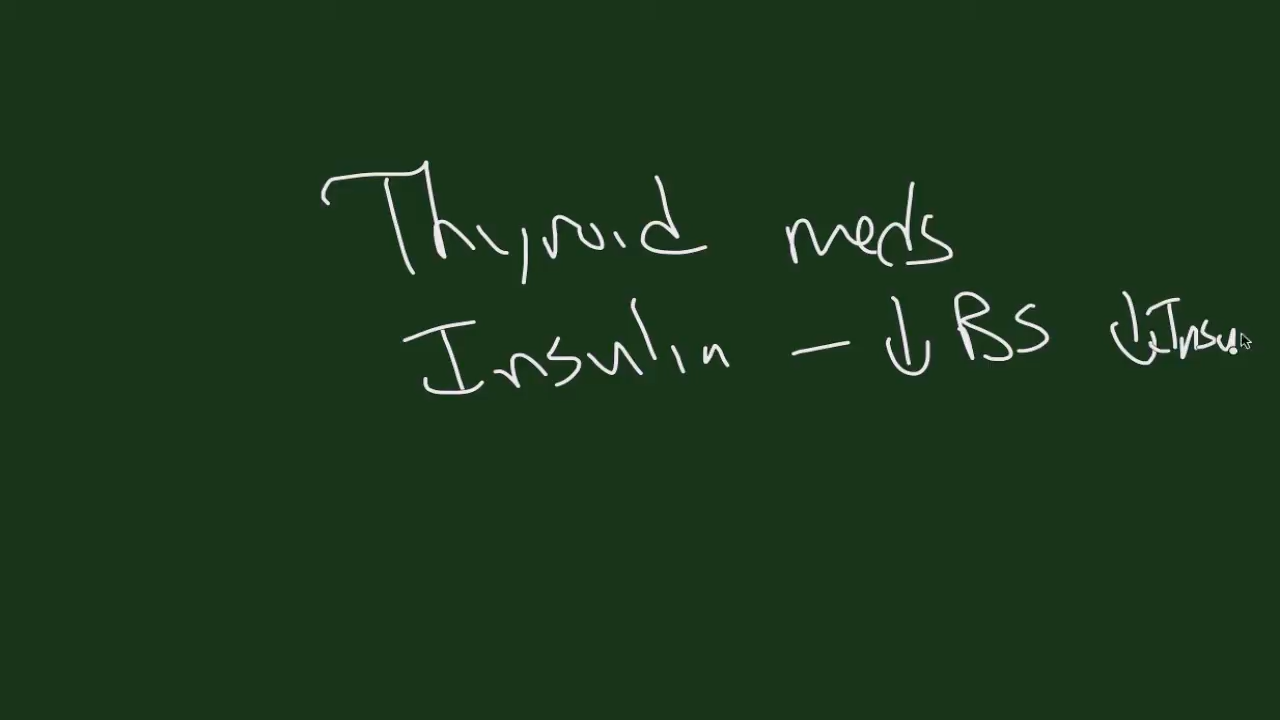 Thyroid meds
Insulin - ↓ BS ↓ Insu